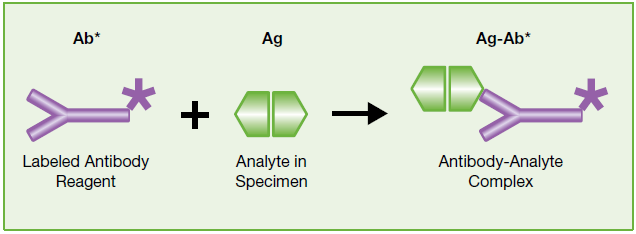 Ab*
Ag
Ag-Ab*
+
Labeled Antibody
Reagent
Analyte in
Specimen
Antibody-Analyte
Complex